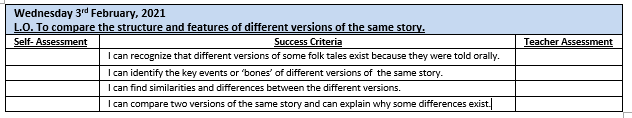 Wednesday 3rd February, 2021
L.O. To compare the structure and features of different versions of the same story.
Self- Assessment Success Criteria Teacher Assessment
I can recognize that different versions of some folk tales exist because they were told orally.
I can identify the key events or ‘bones’ of different versions of the same story.
I can find similarities and differences between the different versions.
I can compare two versions of the same story and can explain why some differences exist.